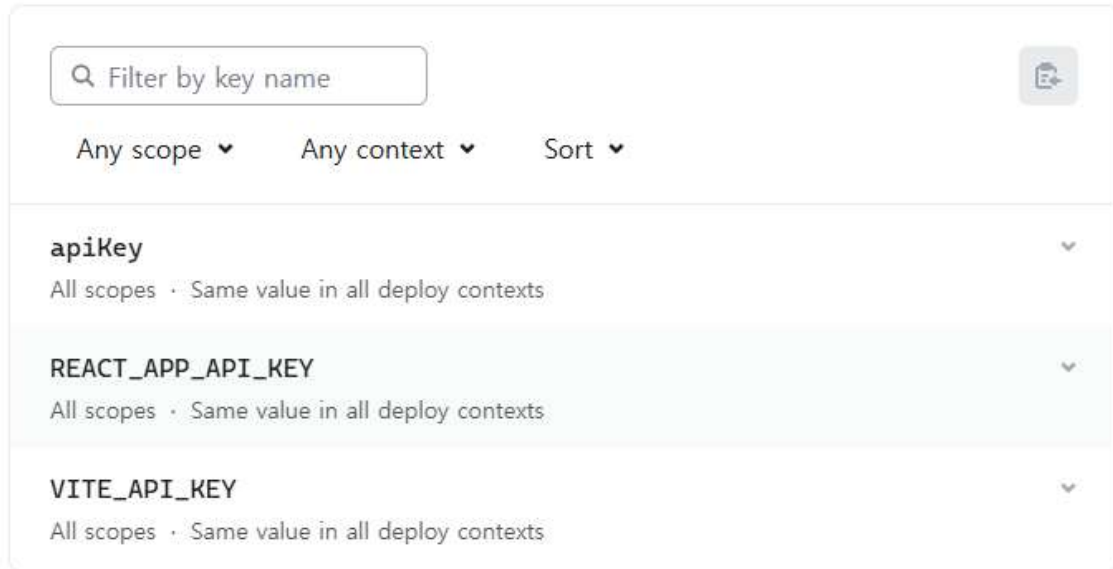 Filter by key name
Any scope Any context Sort
apiKey
All scopes · Same value in all deploy contexts
REACT_APP_API_KEY
All scopes · Same value in all deploy contexts
VITE_API_KEY
All scopes · Same value in all deploy contexts